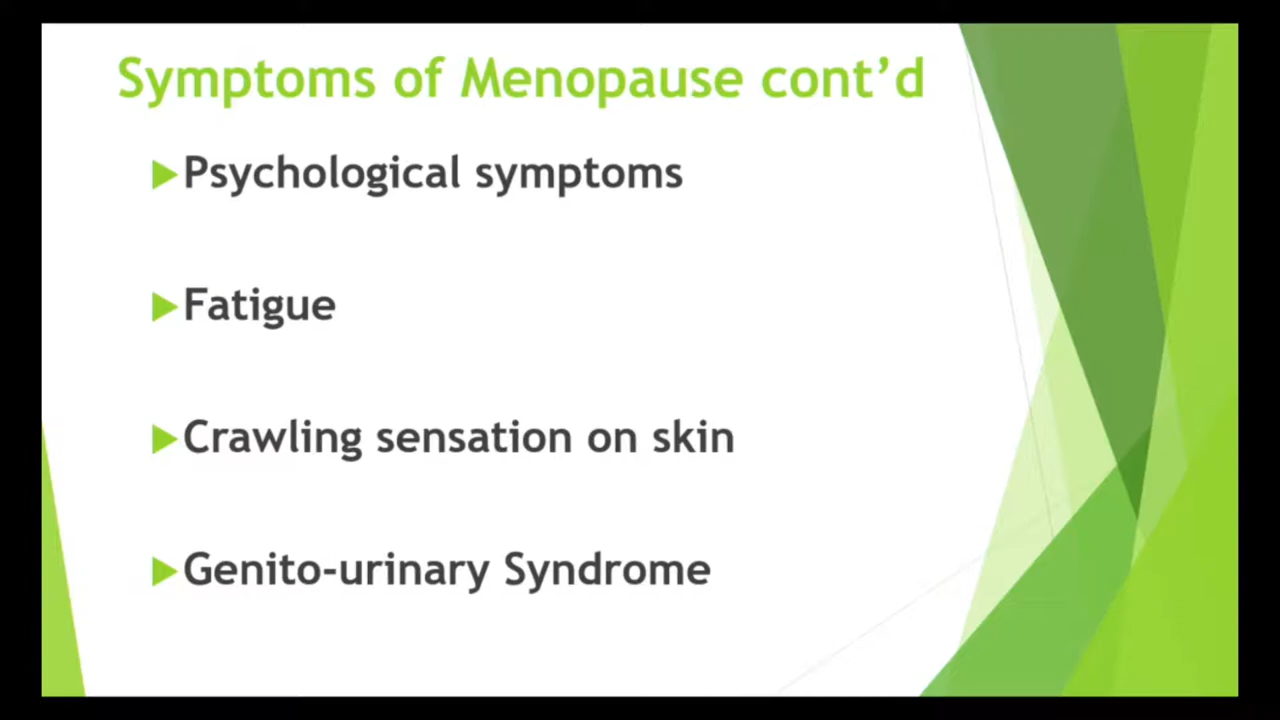 Symptoms of Menopause cont’d
Psychological symptoms
Fatigue
Crawling sensation on skin
Genito-urinary Syndrome